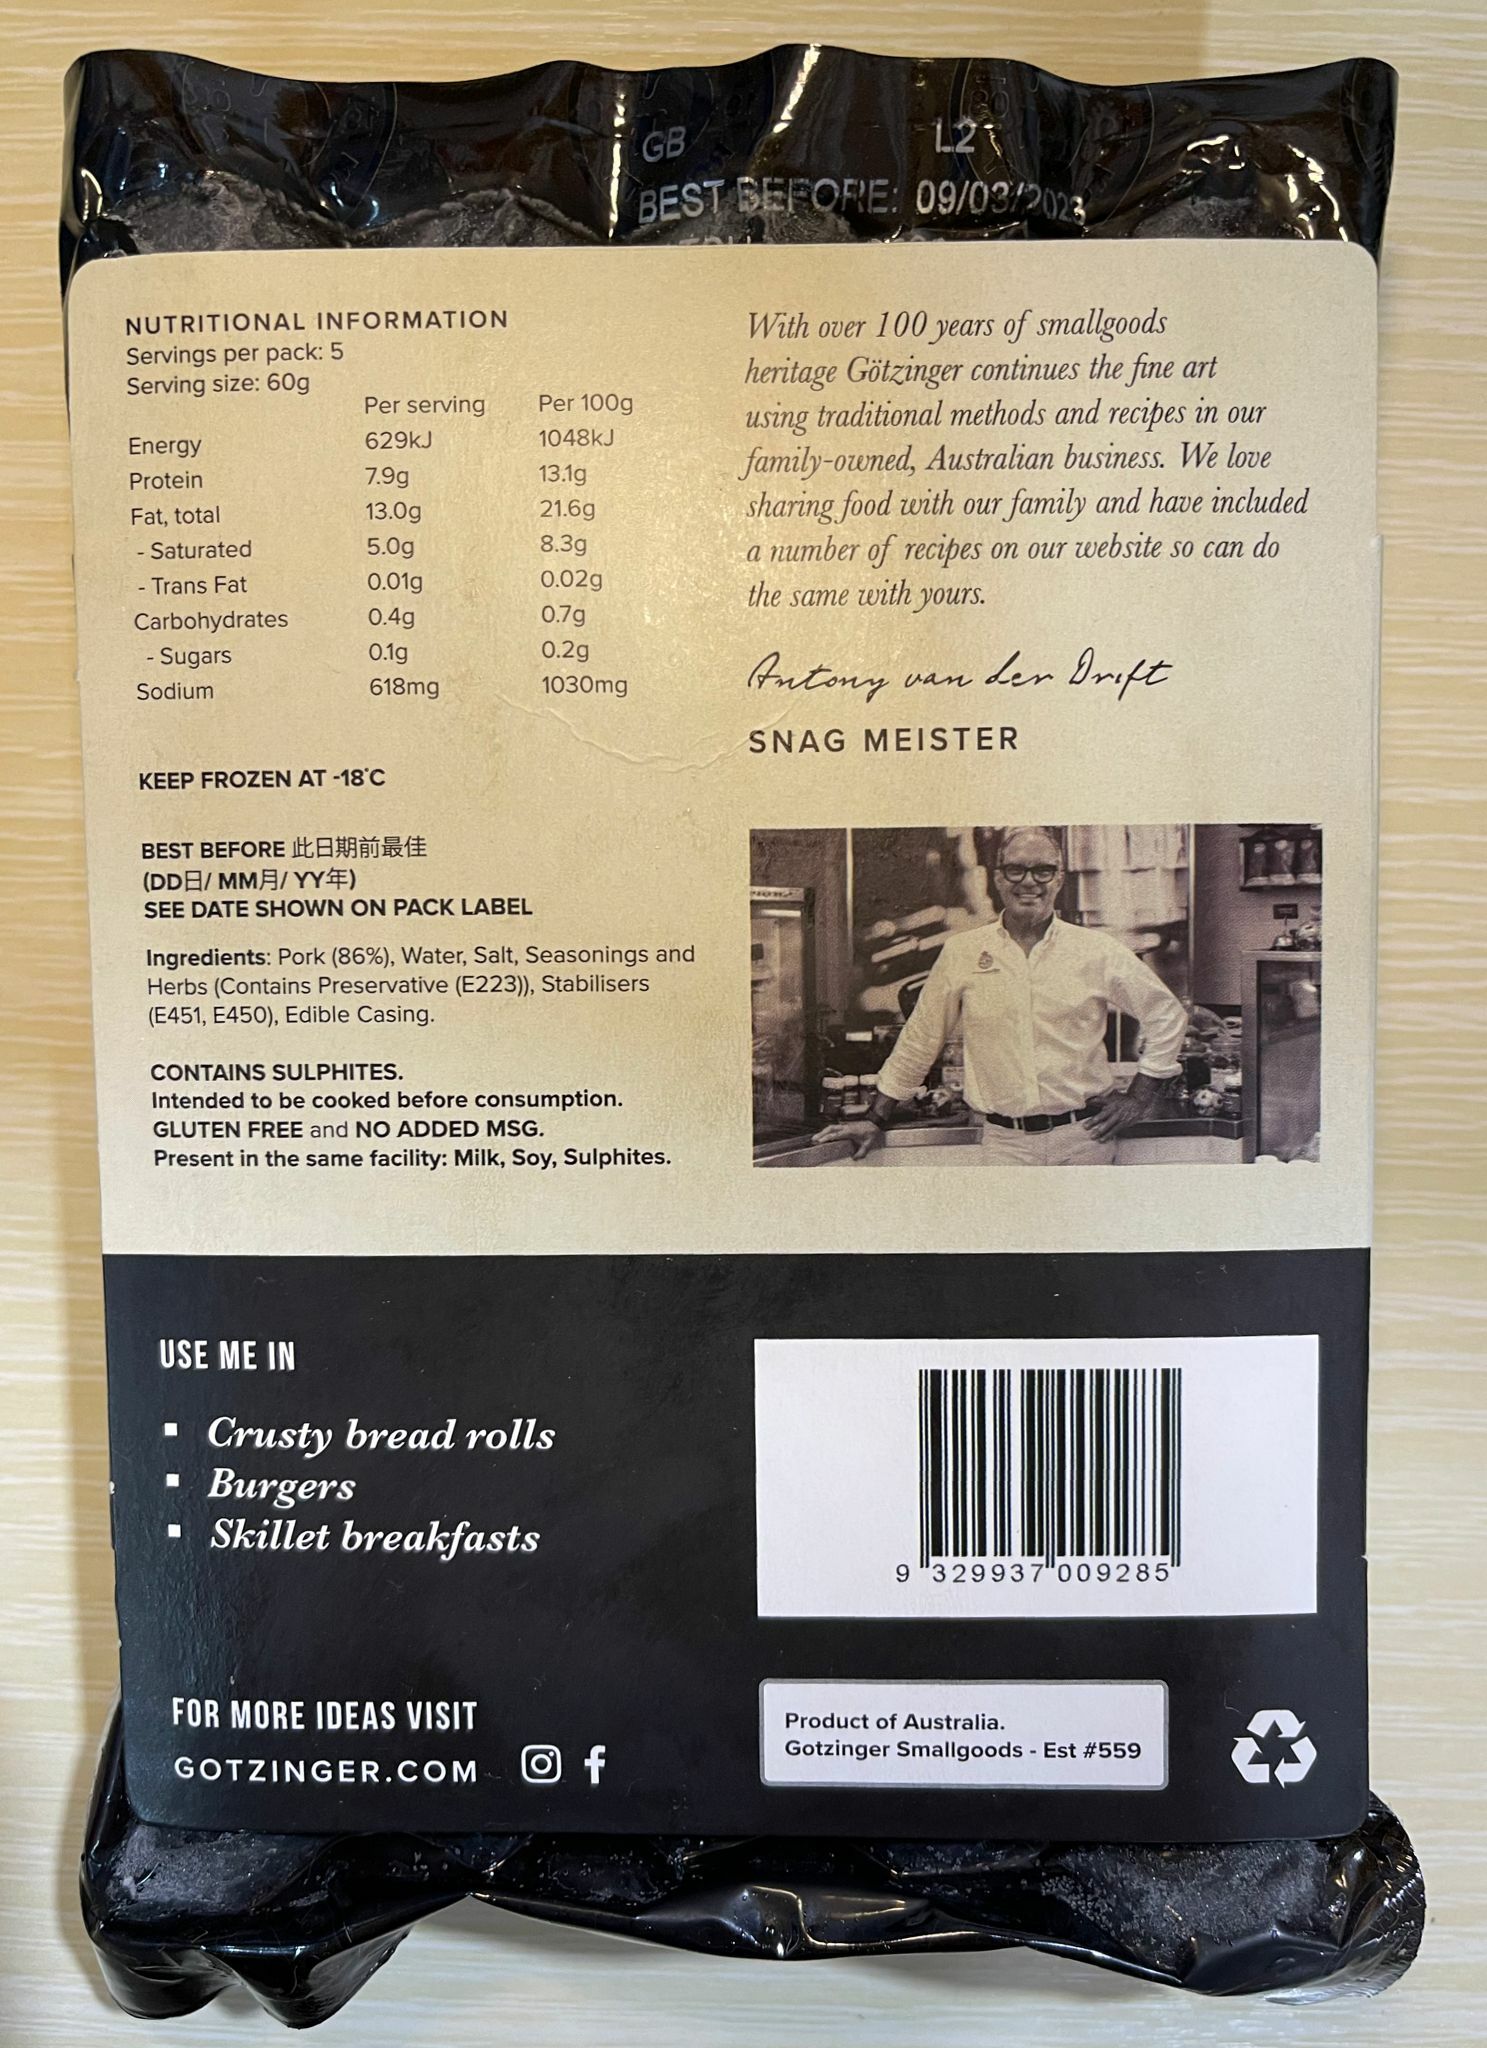 GB L2
BEST BEFORE: 09/03/2023
NUTRITIONAL INFORMATION
Servings per pack: 5
Serving size: 60g
Per serving Per 100g
Energy 629kJ 1048kJ
Protein 7.9g 13.1g
Fat, total 13.0g 21.6g
- Saturated 5.0g 8.3g
- Trans Fat 0.01g 0.02g
Carbohydrates 0.4g 0.7g
- Sugars 0.1g 0.2g
Sodium 618mg 1030mg
KEEP FROZEN AT -18°C
BEST BEFORE 此日期前最佳
(DD日/ MM月/ YY年)
SEE DATE SHOWN ON PACK LABEL
Ingredients: Pork (86%), Water, Salt, Seasonings and
Herbs (Contains Preservative (E223)), Stabilisers
(E451, E450), Edible Casing.
CONTAINS SULPHITES.
Intended to be cooked before consumption.
GLUTEN FREE and NO ADDED MSG.
Present in the same facility: Milk, Soy, Sulphites.
With over 100 years of smallgoods
heritage Götzinger continues the fine art
using traditional methods and recipes in our
family-owned, Australian business. We love
sharing food with our family and have included
a number of recipes on our website so can do
the same with yours.
Antony van der Drift
SNAG MEISTER
USE ME IN
▪ Crusty bread rolls
▪ Burgers
▪ Skillet breakfasts
FOR MORE IDEAS VISIT
GOTZINGER.COM
9 329937 009285
Product of Australia.
Gotzinger Smallgoods - Est #559